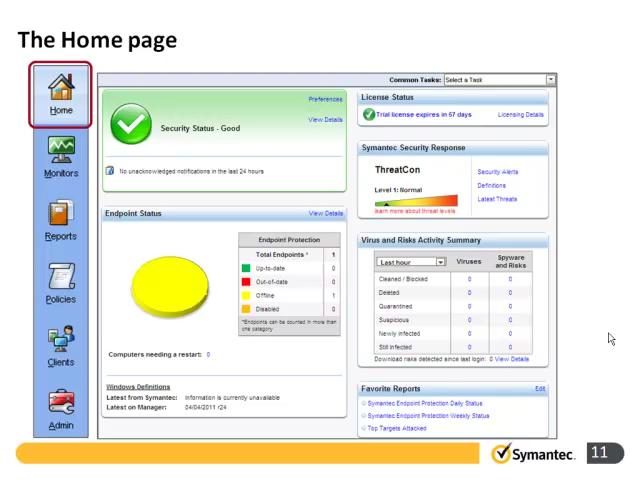 The Home page
Home
Monitors
Reports
Policies
Clients
Admin
Common Tasks: Select a Task
Preferences
View Details
Security Status - Good
No unacknowledged notifications in the last 24 hours
Endpoint Status View Details
Endpoint Protection
Total Endpoints * 1
Up-to-date 0
Out-of-date 0
Offline 1
Disabled 0
*Endpoints can be counted in more than
one category
Computers needing a restart: 0
Windows Definitions
Latest from Symantec: Information is currently unavailable
Latest on Manager: 04/04/2011 r24
License Status
Trial license expires in 57 days Licensing Details
Symantec Security Response
ThreatCon
Level 1: Normal
learn more about threat levels
Security Alerts
Definitions
Latest Threats
Virus and Risks Activity Summary
Last hour Viruses Spyware and Risks
Cleaned / Blocked 0 0
Deleted 0 0
Quarantined 0 0
Suspicious 0 0
Newly Infected 0 0
Still Infected 0 0
Download risks detected since last login: 0 View Details
Favorite Reports Edit
Symantec Endpoint Protection Daily Status
Symantec Endpoint Protection Weekly Status
Top Targets Attacked
Symantec. 11